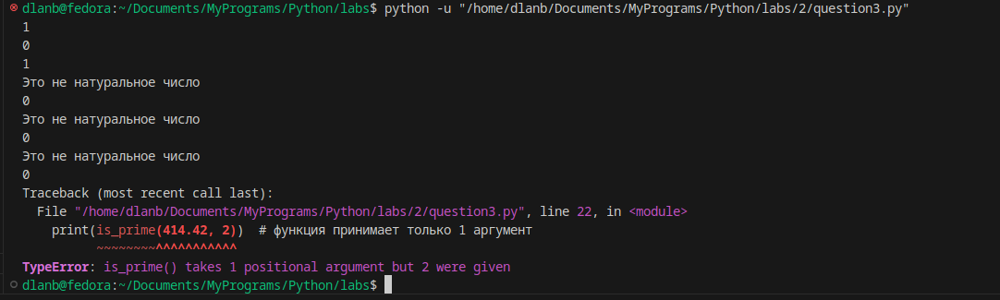 dlanb@fedora:~/Documents/MyPrograms/Python/labs$ python -u "/home/dlanb/Documents/MyPrograms/Python/labs/2/question3.py"
1
0
1
Это не натуральное число
0
Это не натуральное число
0
Это не натуральное число
0
Traceback (most recent call last):
  File "/home/dlanb/Documents/MyPrograms/Python/labs/2/question3.py", line 22, in <module>
    print(is_prime(414.42, 2))  # функция принимает только 1 аргумент
          ~~~~~~~~^^^^^^^^^^^
TypeError: is_prime() takes 1 positional argument but 2 were given
dlanb@fedora:~/Documents/MyPrograms/Python/labs$